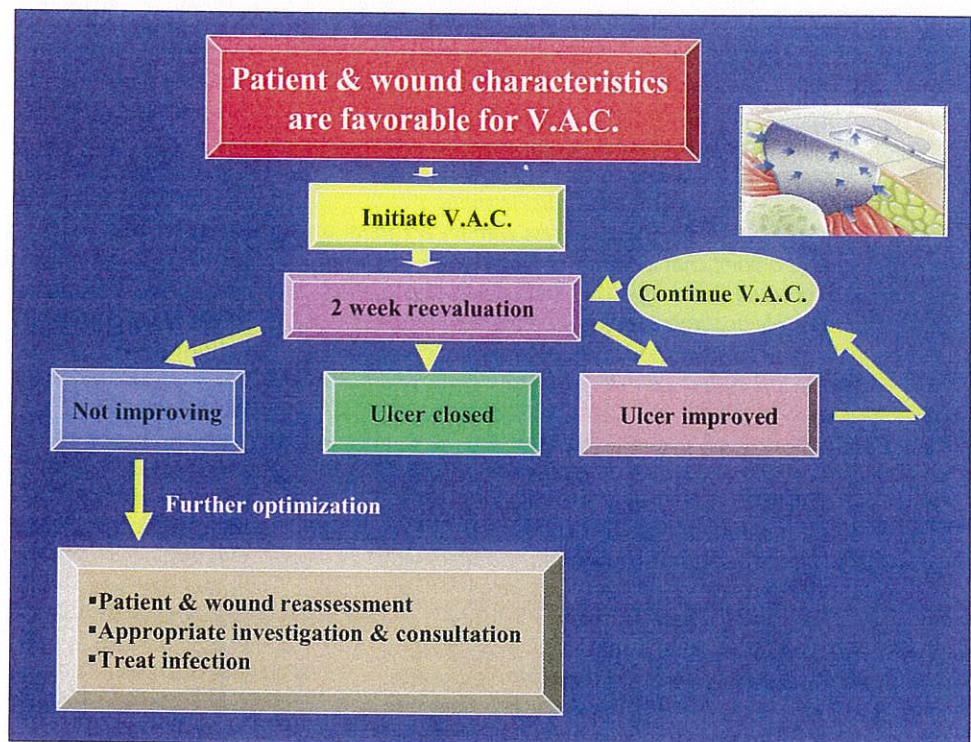 Patient & wound characteristics
are favorable for V.A.C.
Initiate V.A.C.
2 week reevaluation
Continue V.A.C.
Not improving
Ulcer closed
Ulcer improved
Further optimization
▪Patient & wound reassessment
▪Appropriate investigation & consultation
▪Treat infection